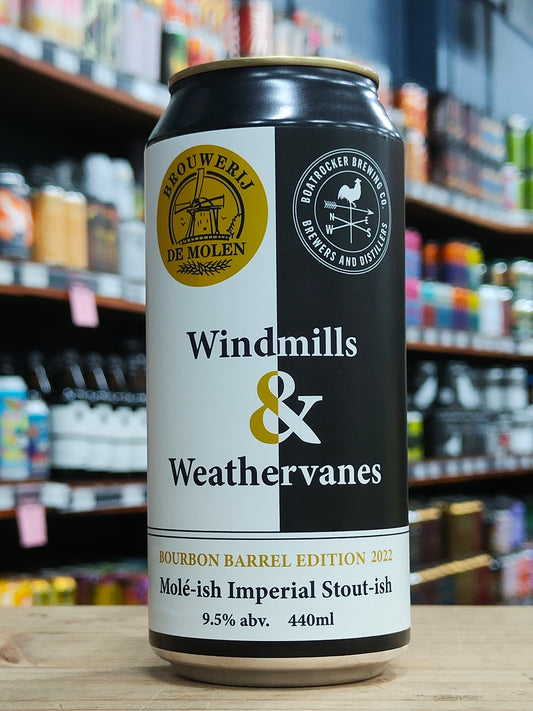 BROUWERIJ
DE MOLEN
BOATROCKER BREWING CO.
N
W
BREWERS AND DISTILLERS
Windmills
&
Weathervanes
BOURBON BARREL EDITION 2022
Molé-ish Imperial Stout-ish
9.5% abv. 440ml